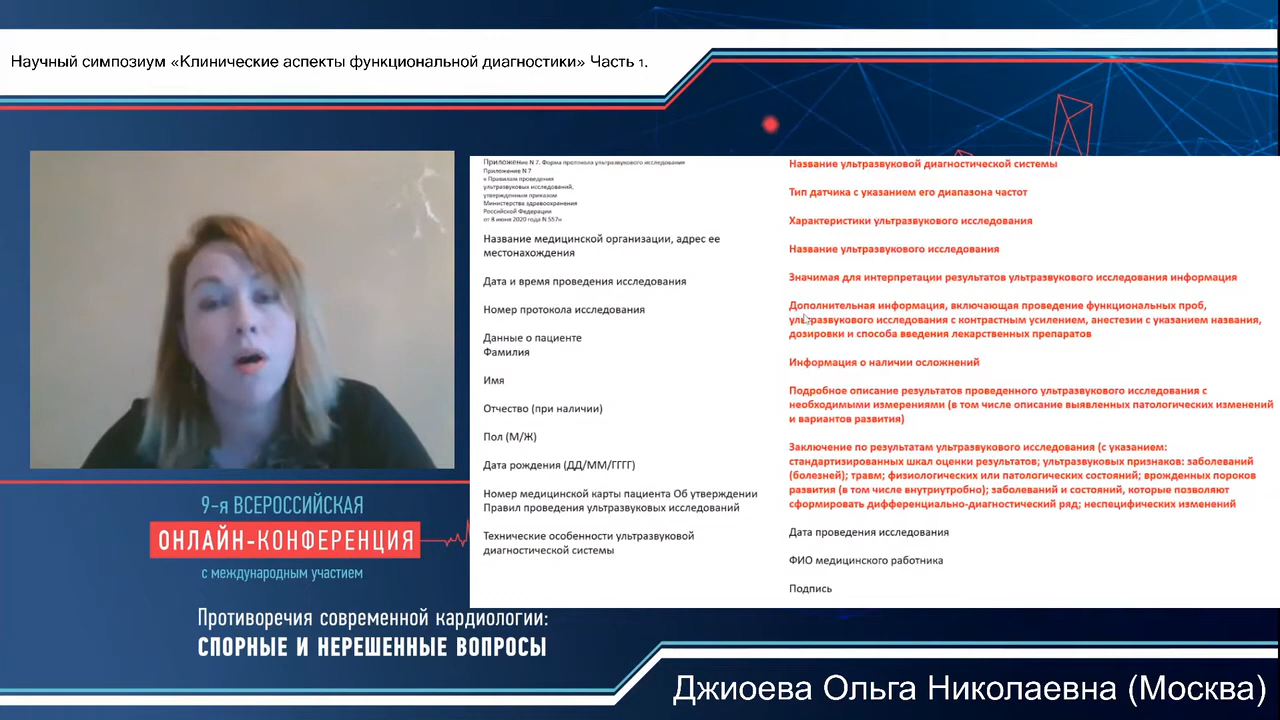 Научный симпозиум «Клинические аспекты функциональной диагностики» Часть 1.
Приложение N 7. Форма протокола ультразвукового исследования
Приложение N 7
к Правилам проведения
ультразвуковых исследований,
утвержденным приказом
Министерства здравоохранения
Российской Федерации
от 8 июня 2020 года N 557н
Название медицинской организации, адрес ее
местонахождения
Дата и время проведения исследования
Номер протокола исследования
Данные о пациенте
Фамилия
Имя
Отчество (при наличии)
Пол (М/Ж)
Дата рождения (ДД/ММ/ГГГГ)
Номер медицинской карты пациента Об утверждении
Правил проведения ультразвуковых исследований
Технические особенности ультразвуковой
диагностической системы
Название ультразвуковой диагностической системы
Тип датчика с указанием его диапазона частот
Характеристики ультразвукового исследования
Название ультразвукового исследования
Значимая для интерпретации результатов ультразвукового исследования информация
Дополнительная информация, включающая проведение функциональных проб,
ультразвукового исследования с контрастным усилением, анестезии с указанием названия,
дозировки и способа введения лекарственных препаратов
Информация о наличии осложнений
Подробное описание результатов проведенного ультразвукового исследования с
необходимыми измерениями (в том числе описание выявленных патологических изменений
и вариантов развития)
Заключение по результатам ультразвукового исследования (с указанием:
стандартизированных шкал оценки результатов; ультразвуковых признаков: заболеваний
(болезней); травм; физиологических или патологических состояний; врожденных пороков
развития (в том числе внутриутробно); заболеваний и состояний, которые позволяют
сформировать дифференциально-диагностический ряд; неспецифических изменений
Дата проведения исследования
ФИО медицинского работника
Подпись
9-я ВСЕРОССИЙСКАЯ
ОНЛАЙН-КОНФЕРЕНЦИЯ
с международным участием
Противоречия современной кардиологии:
СПОРНЫЕ И НЕРЕШЕННЫЕ ВОПРОСЫ
Джиоева Ольга Николаевна (Москва)